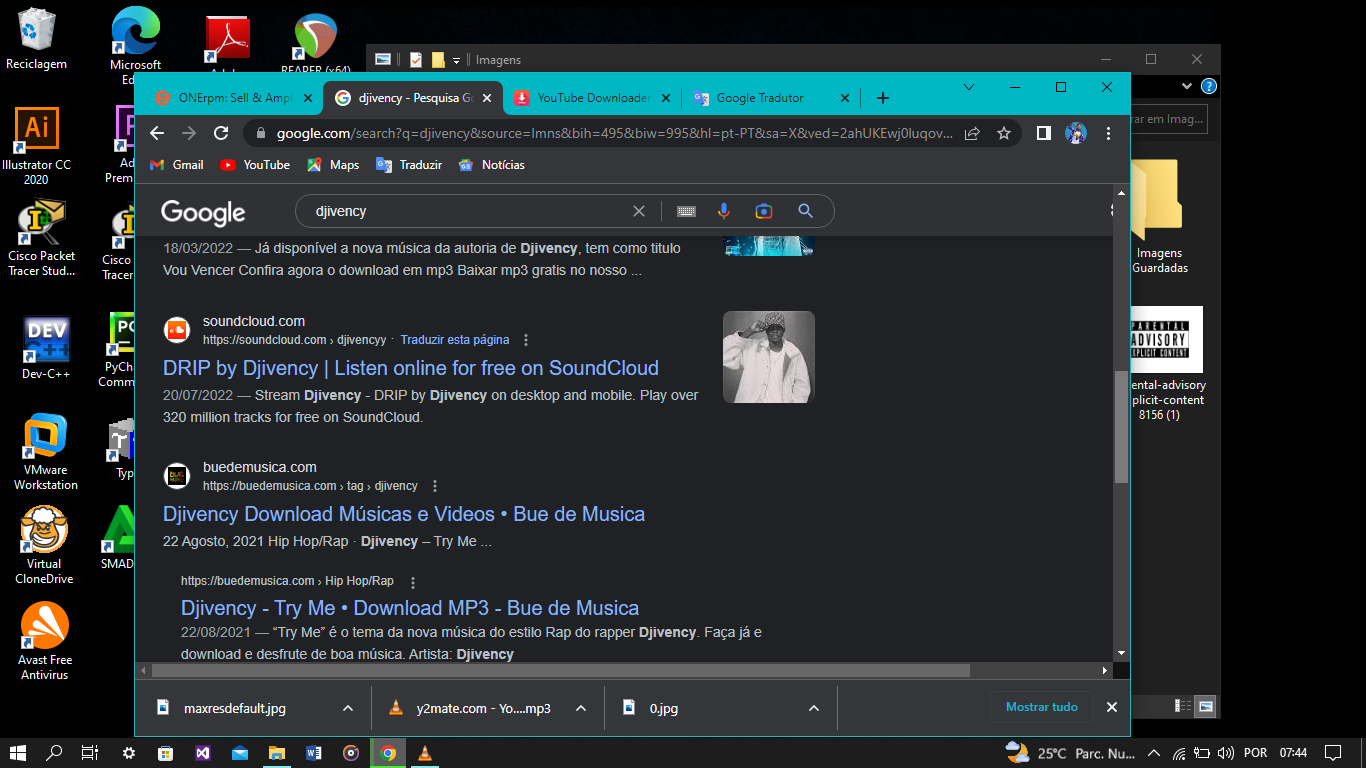 Reciclagem
Microsoft
Ed
REAPER (x64)
Illustrator CC
2020
Ad
Prem
Cisco Packet
Tracer Stud...
Cisco
Tracer
Dev-C++
PyCha
Comm
VMware
Workstation
Typ
Virtual
CloneDrive
SMAD
Avast Free
Antivirus
Imagens
rar em Imag...
Imagens
Guardadas
PARENTAL
ADVISORY
EXPLICIT CONTENT
ental-advisory
plicit-content
8156 (1)
ONErpm: Sell & Ampl
djivency - Pesquisa Go
YouTube Downloader
Google Tradutor
google.com/search?q=djivency&source=lmns&bih=495&biw=995&hl=pt-PT&sa=X&ved=2ahUKEwj0luqov...
Gmail
YouTube
Maps
Traduzir
Notícias
Google
djivency
18/03/2022 — Já disponível a nova música da autoria de Djivency, tem como titulo
Vou Vencer Confira agora o download em mp3 Baixar mp3 gratis no nosso ...
soundcloud.com
https://soundcloud.com › djivencyy · Traduzir esta página
DRIP by Djivency | Listen online for free on SoundCloud
20/07/2022 — Stream Djivency - DRIP by Djivency on desktop and mobile. Play over
320 million tracks for free on SoundCloud.
buedemusica.com
https://buedemusica.com › tag › djivency
Djivency Download Músicas e Videos • Bue de Musica
22 Agosto, 2021 Hip Hop/Rap · Djivency – Try Me ...
https://buedemusica.com › Hip Hop/Rap
Djivency - Try Me • Download MP3 - Bue de Musica
22/08/2021 — “Try Me” é o tema da nova música do estilo Rap do rapper Djivency. Faça já e
download e desfrute de boa música. Artista: Djivency
maxresdefault.jpg
y2mate.com - Yo....mp3
0.jpg
Mostrar tudo
25°C Parc. Nu...
POR
07:44